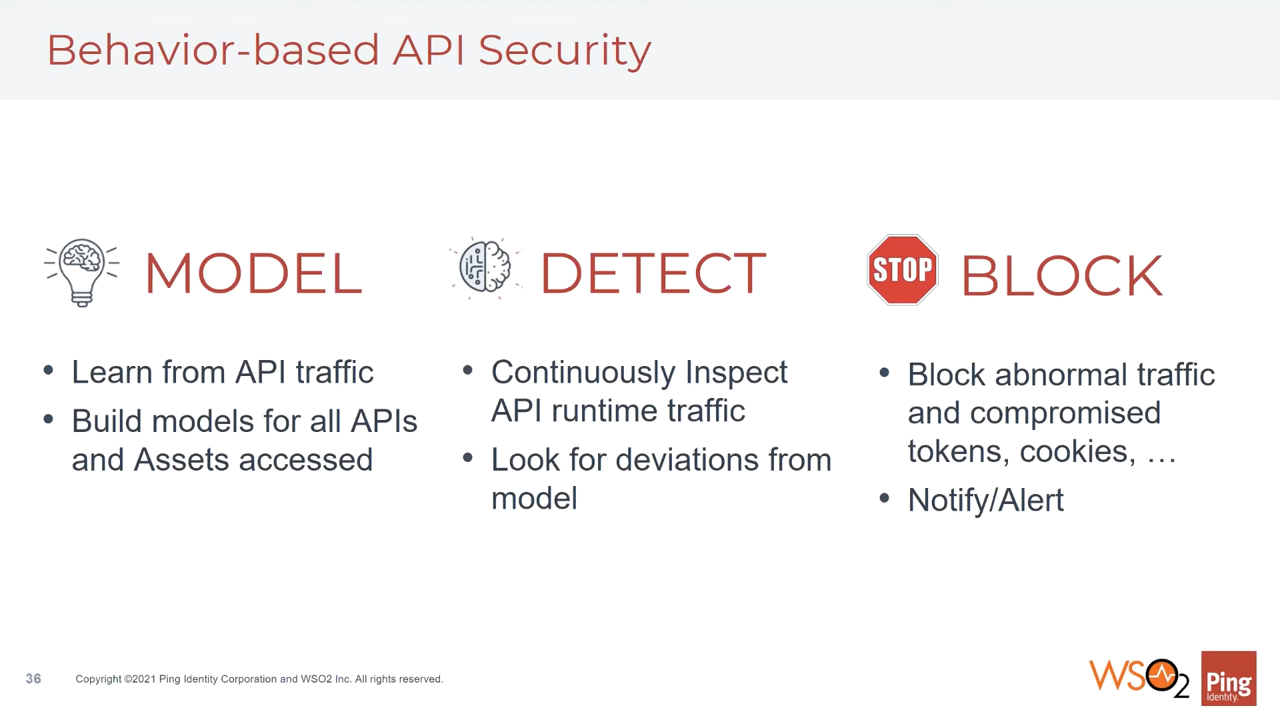 Behavior-based API Security
MODEL
• Learn from API traffic
• Build models for all APIs
and Assets accessed
DETECT
• Continuously Inspect
API runtime traffic
• Look for deviations from
model
STOP
BLOCK
• Block abnormal traffic
and compromised
tokens, cookies, …
• Notify/Alert
36
Copyright ©2021 Ping Identity Corporation and WSO2 Inc. All rights reserved.
WSO2
Ping
Identity.